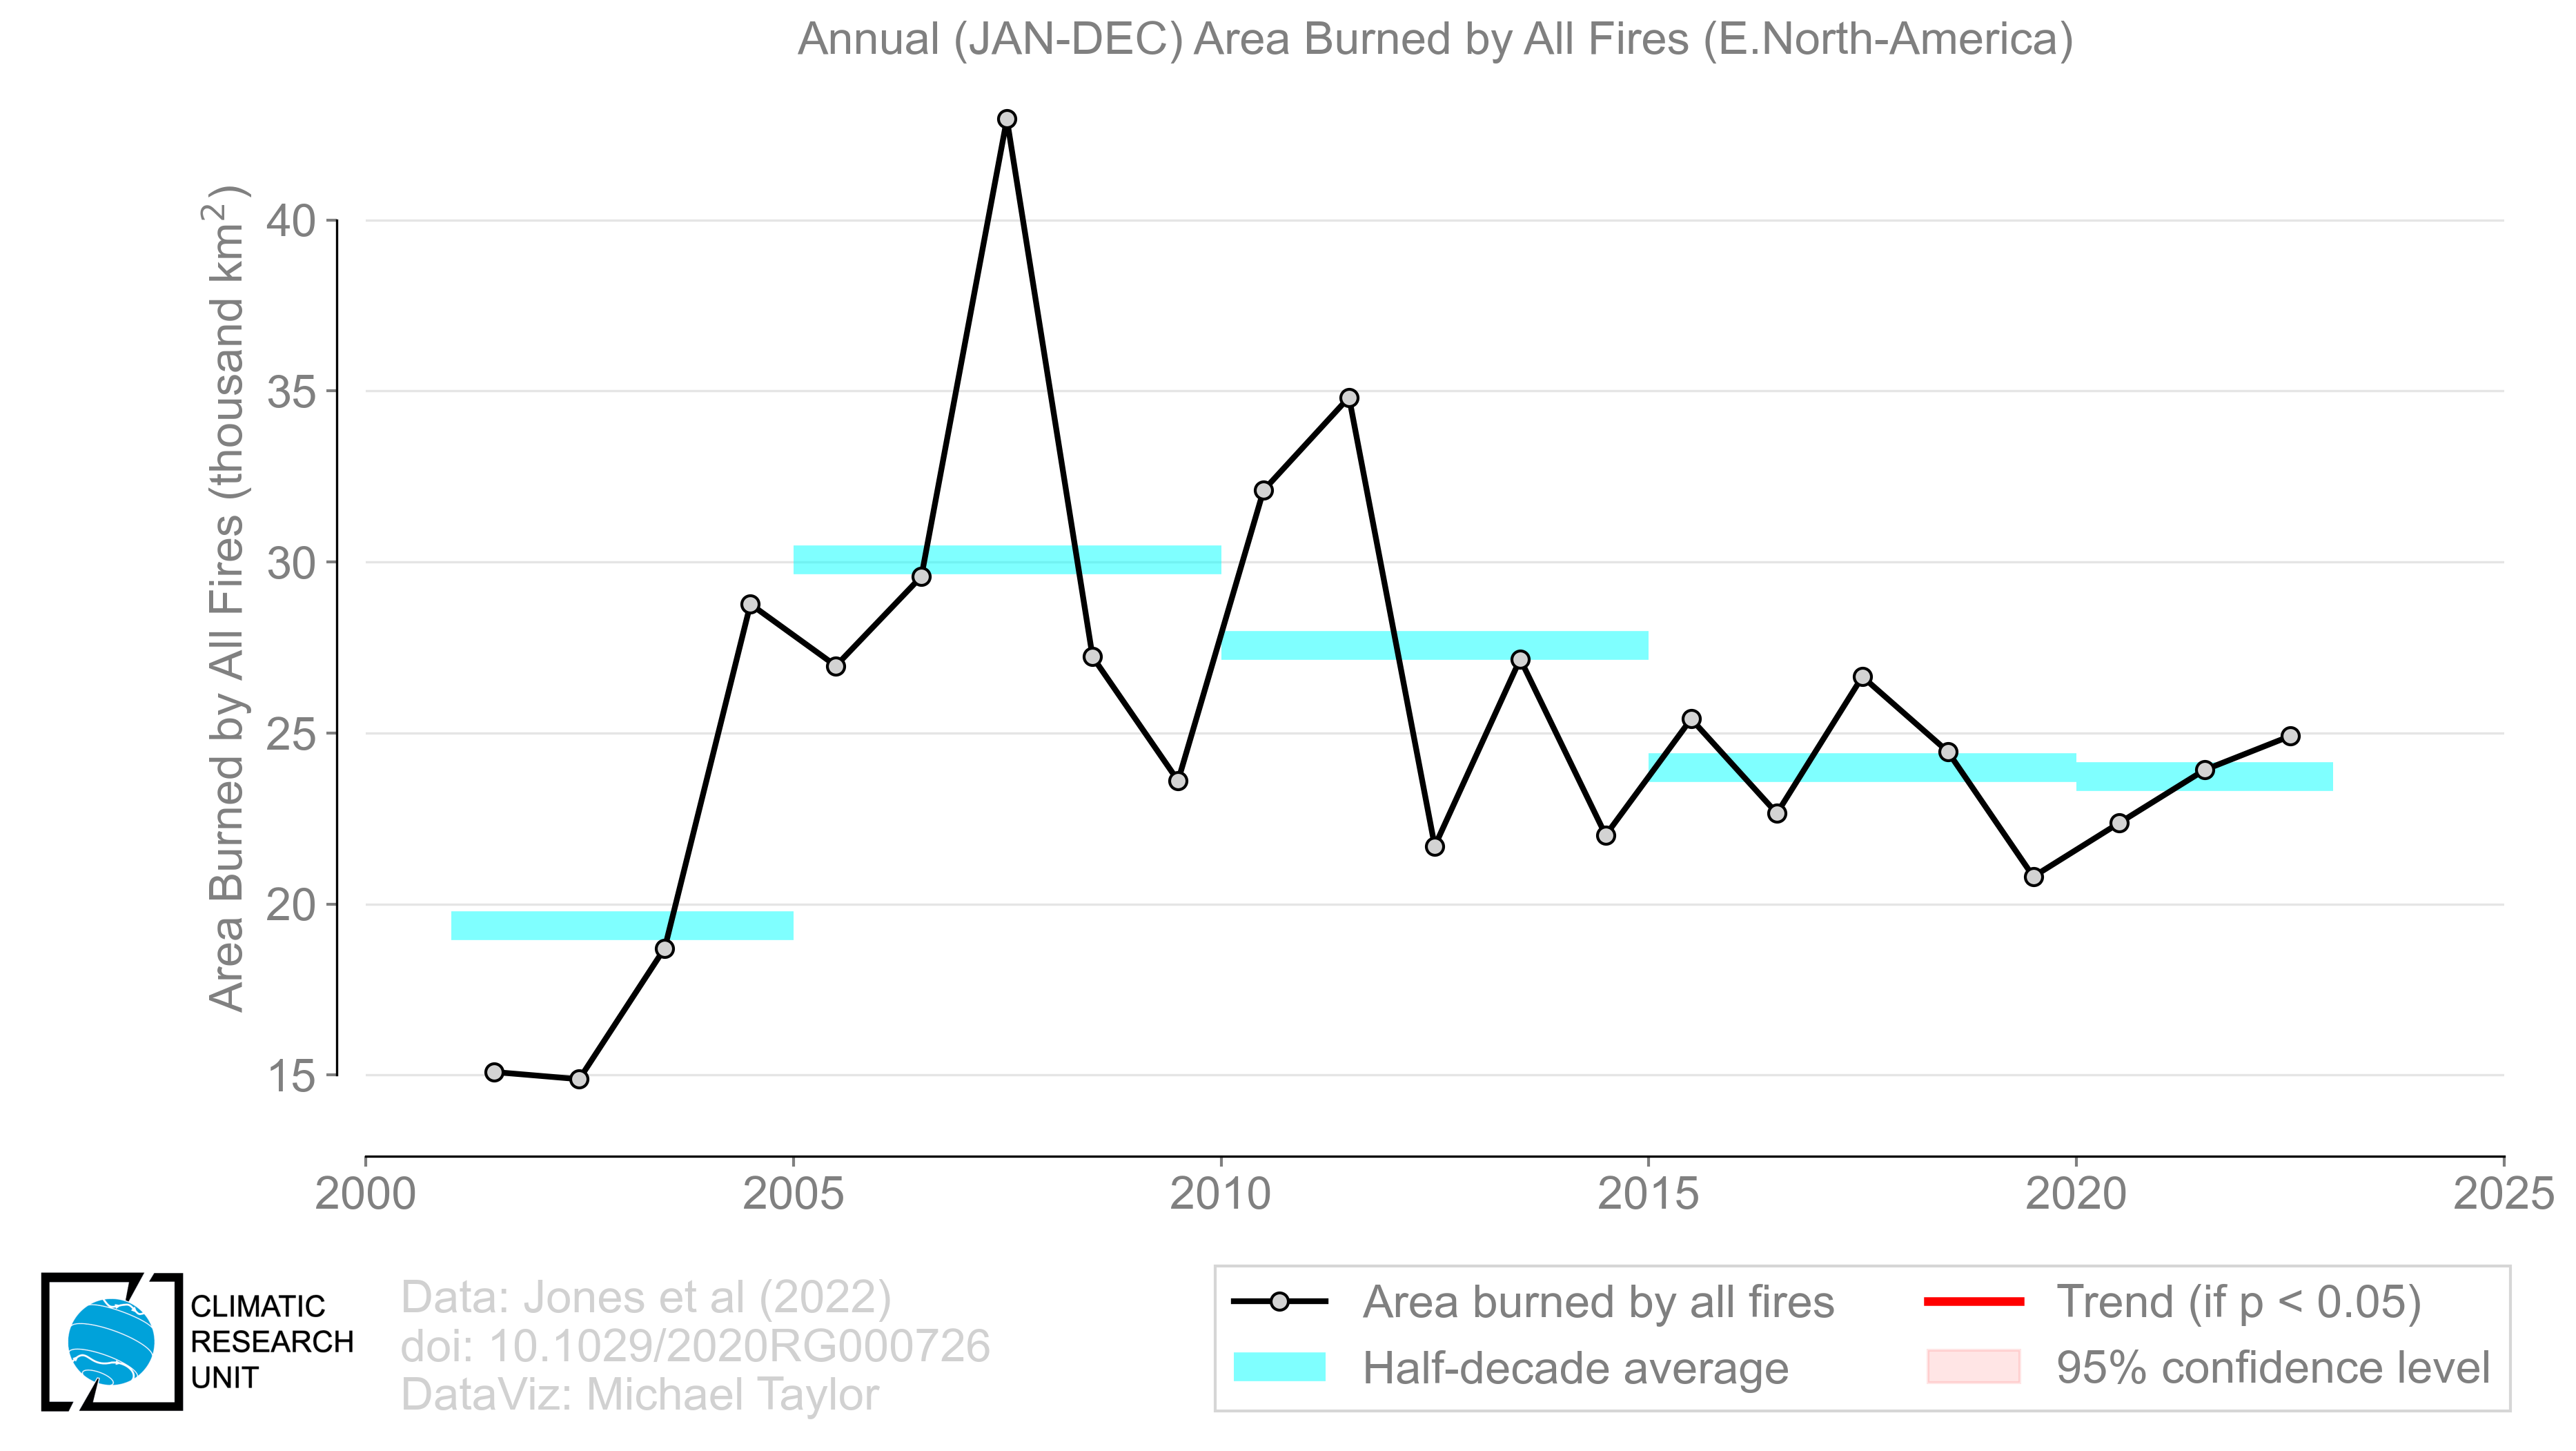 Annual (JAN-DEC) Area Burned by All Fires (E.North-America)
Area Burned by All Fires (thousand km²)
40
35
30
25
20
15
2000 2005 2010 2015 2020 2025
CLIMATIC
RESEARCH
UNIT
Data: Jones et al (2022)
doi: 10.1029/2020RG000726
DataViz: Michael Taylor
Area burned by all fires
Half-decade average
Trend (if p < 0.05)
95% confidence level